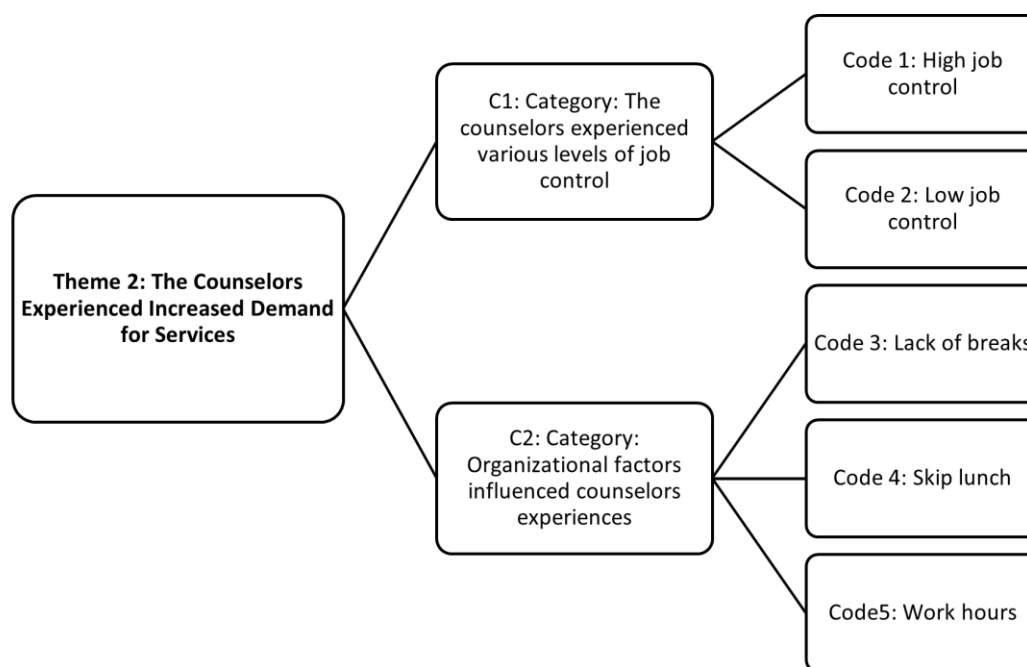 Theme 2: The Counselors
Experienced Increased Demand
for Services
C1: Category: The
counselors experienced
various levels of job
control
Code 1: High job
control
Code 2: Low job
control
C2: Category:
Organizational factors
influenced counselors
experiences
Code 3: Lack of breaks
Code 4: Skip lunch
Code5: Work hours